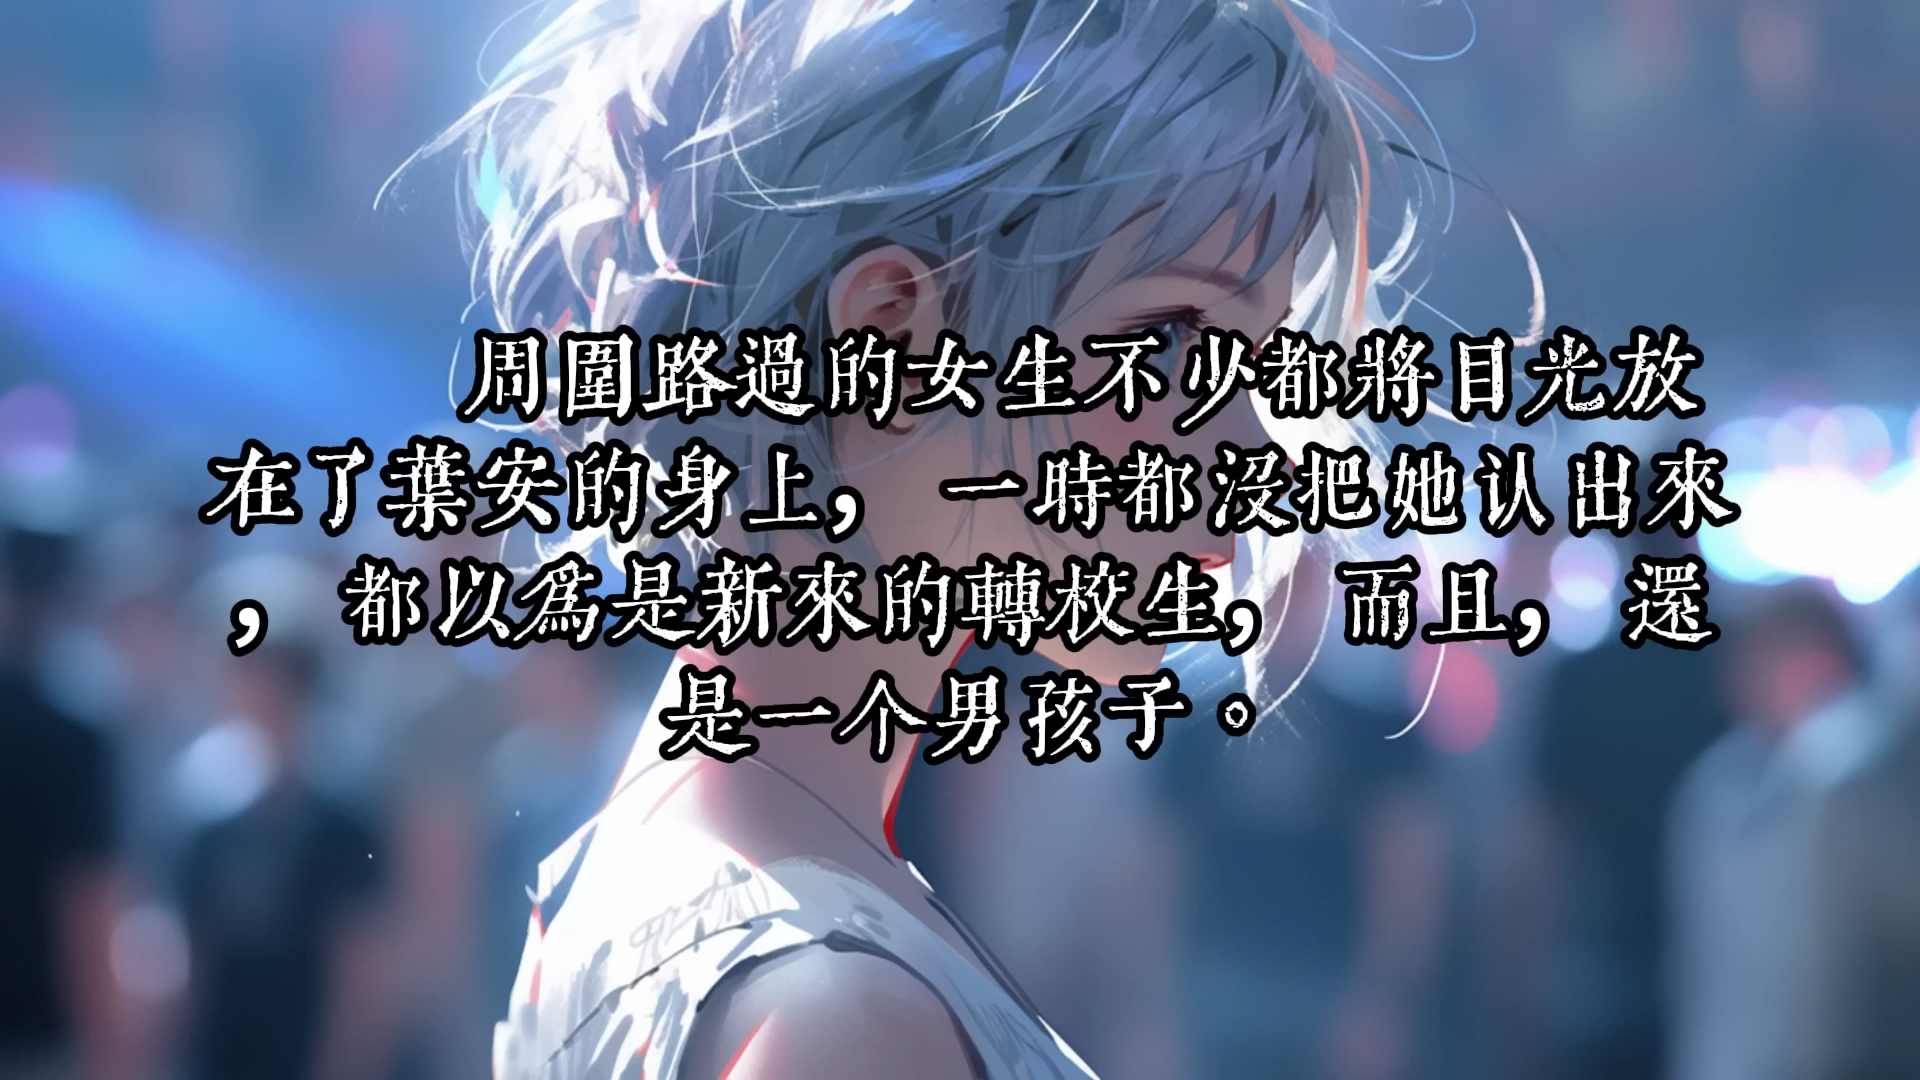 周圍路過的女生不少都將目光放
在了葉安的身上，一時都沒把她认出來
，都以爲是新來的轉校生，而且，還
是一个男孩子。